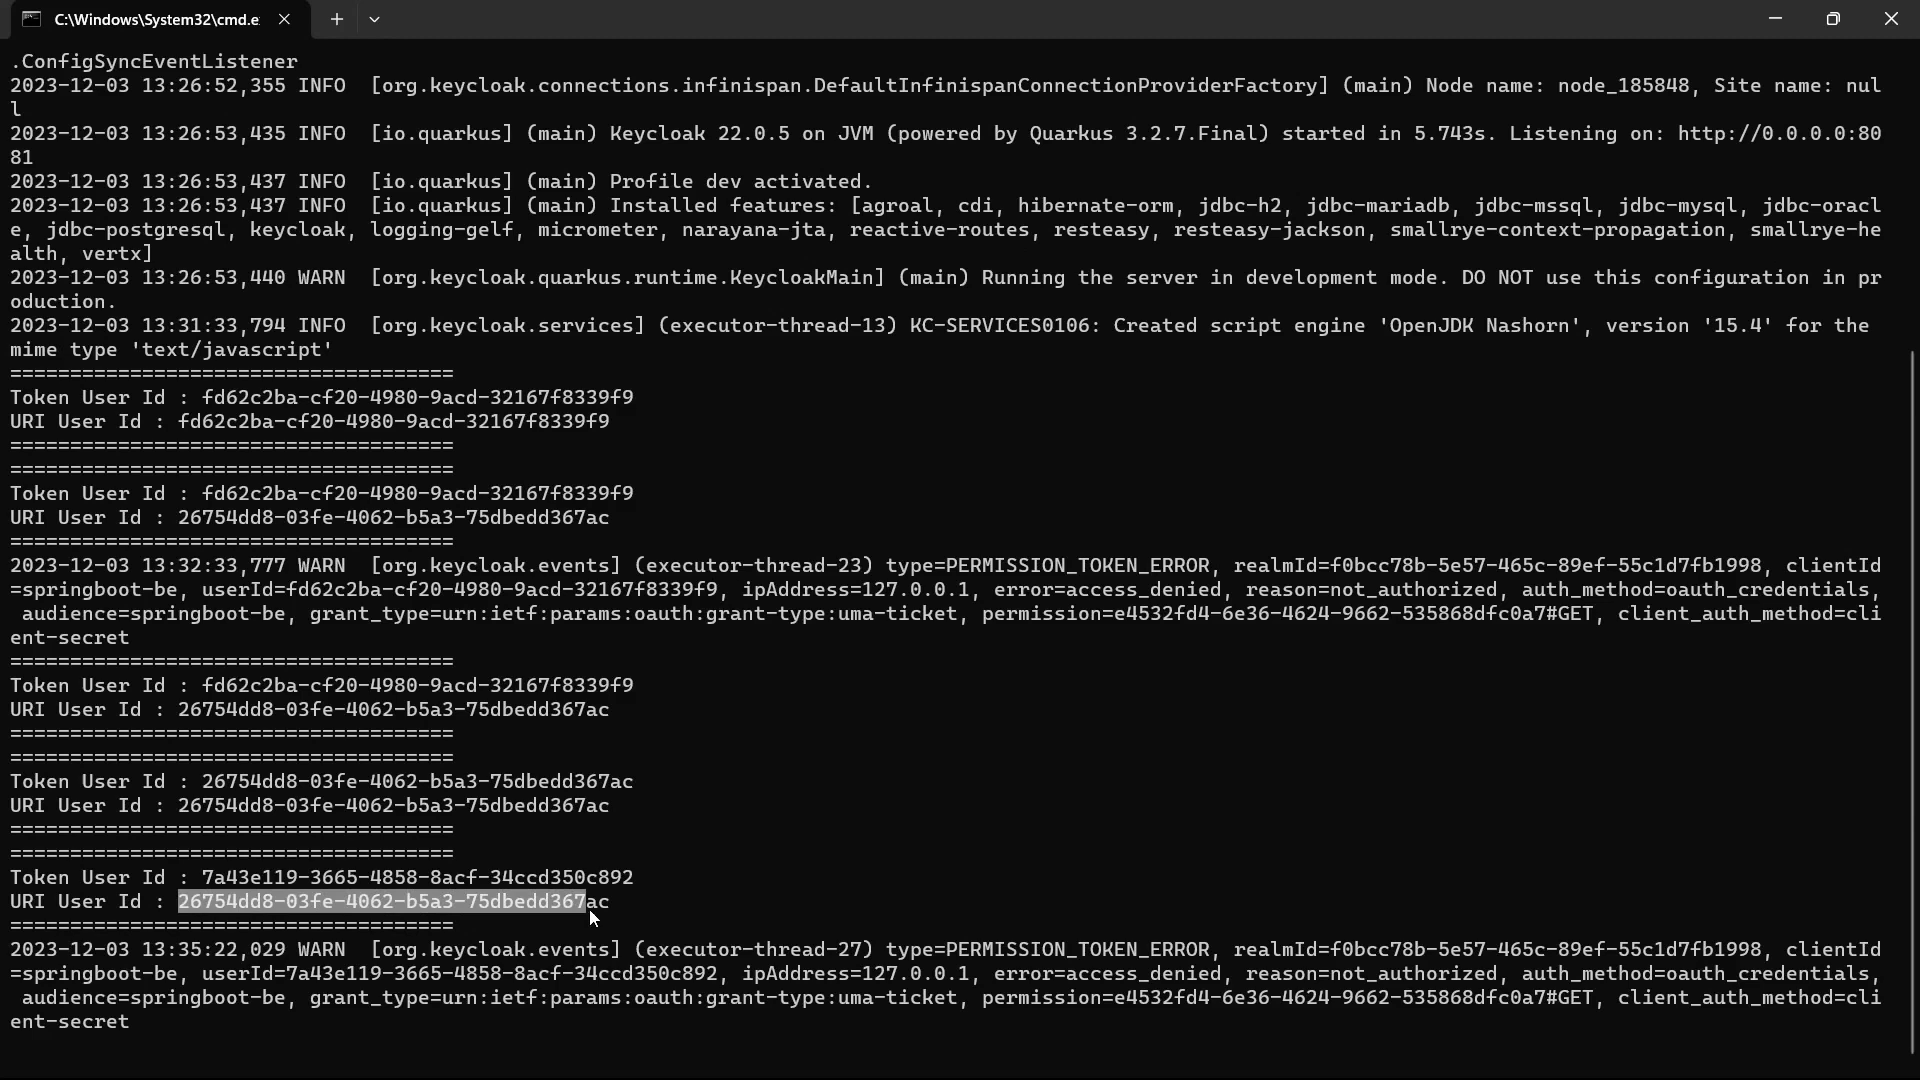 C:\Windows\System32\cmd.e
.ConfigSyncEventListener
2023-12-03 13:26:52,355 INFO  [org.keycloak.connections.infinispan.DefaultInfinispanConnectionProviderFactory] (main) Node name: node_185848, Site name: nul
l
2023-12-03 13:26:53,435 INFO  [io.quarkus] (main) Keycloak 22.0.5 on JVM (powered by Quarkus 3.2.7.Final) started in 5.743s. Listening on: http://0.0.0.0:80
81
2023-12-03 13:26:53,437 INFO  [io.quarkus] (main) Profile dev activated.
2023-12-03 13:26:53,437 INFO  [io.quarkus] (main) Installed features: [agroal, cdi, hibernate-orm, jdbc-h2, jdbc-mariadb, jdbc-mssql, jdbc-mysql, jdbc-oracl
e, jdbc-postgresql, keycloak, logging-gelf, micrometer, narayana-jta, reactive-routes, resteasy, resteasy-jackson, smallrye-context-propagation, smallrye-he
alth, vertx]
2023-12-03 13:26:53,440 WARN  [org.keycloak.quarkus.runtime.KeycloakMain] (main) Running the server in development mode. DO NOT use this configuration in pr
oduction.
2023-12-03 13:31:33,794 INFO  [org.keycloak.services] (executor-thread-13) KC-SERVICES0106: Created script engine 'OpenJDK Nashorn', version '15.4' for the
mime type 'text/javascript'
=====================================
Token User Id : fd62c2ba-cf20-4980-9acd-32167f8339f9
URI User Id : fd62c2ba-cf20-4980-9acd-32167f8339f9
=====================================
=====================================
Token User Id : fd62c2ba-cf20-4980-9acd-32167f8339f9
URI User Id : 26754dd8-03fe-4062-b5a3-75dbedd367ac
=====================================
2023-12-03 13:32:33,777 WARN  [org.keycloak.events] (executor-thread-23) type=PERMISSION_TOKEN_ERROR, realmId=f0bcc78b-5e57-465c-89ef-55c1d7fb1998, clientId
=springboot-be, userId=fd62c2ba-cf20-4980-9acd-32167f8339f9, ipAddress=127.0.0.1, error=access_denied, reason=not_authorized, auth_method=oauth_credentials,
 audience=springboot-be, grant_type=urn:ietf:params:oauth:grant-type:uma-ticket, permission=e4532fd4-6e36-4624-9662-535868dfc0a7#GET, client_auth_method=cli
ent-secret
=====================================
Token User Id : fd62c2ba-cf20-4980-9acd-32167f8339f9
URI User Id : 26754dd8-03fe-4062-b5a3-75dbedd367ac
=====================================
=====================================
Token User Id : 26754dd8-03fe-4062-b5a3-75dbedd367ac
URI User Id : 26754dd8-03fe-4062-b5a3-75dbedd367ac
=====================================
=====================================
Token User Id : 7a43e119-3665-4858-8acf-34ccd350c892
URI User Id : 26754dd8-03fe-4062-b5a3-75dbedd367ac
=====================================
2023-12-03 13:35:22,029 WARN  [org.keycloak.events] (executor-thread-27) type=PERMISSION_TOKEN_ERROR, realmId=f0bcc78b-5e57-465c-89ef-55c1d7fb1998, clientId
=springboot-be, userId=7a43e119-3665-4858-8acf-34ccd350c892, ipAddress=127.0.0.1, error=access_denied, reason=not_authorized, auth_method=oauth_credentials,
 audience=springboot-be, grant_type=urn:ietf:params:oauth:grant-type:uma-ticket, permission=e4532fd4-6e36-4624-9662-535868dfc0a7#GET, client_auth_method=cli
ent-secret